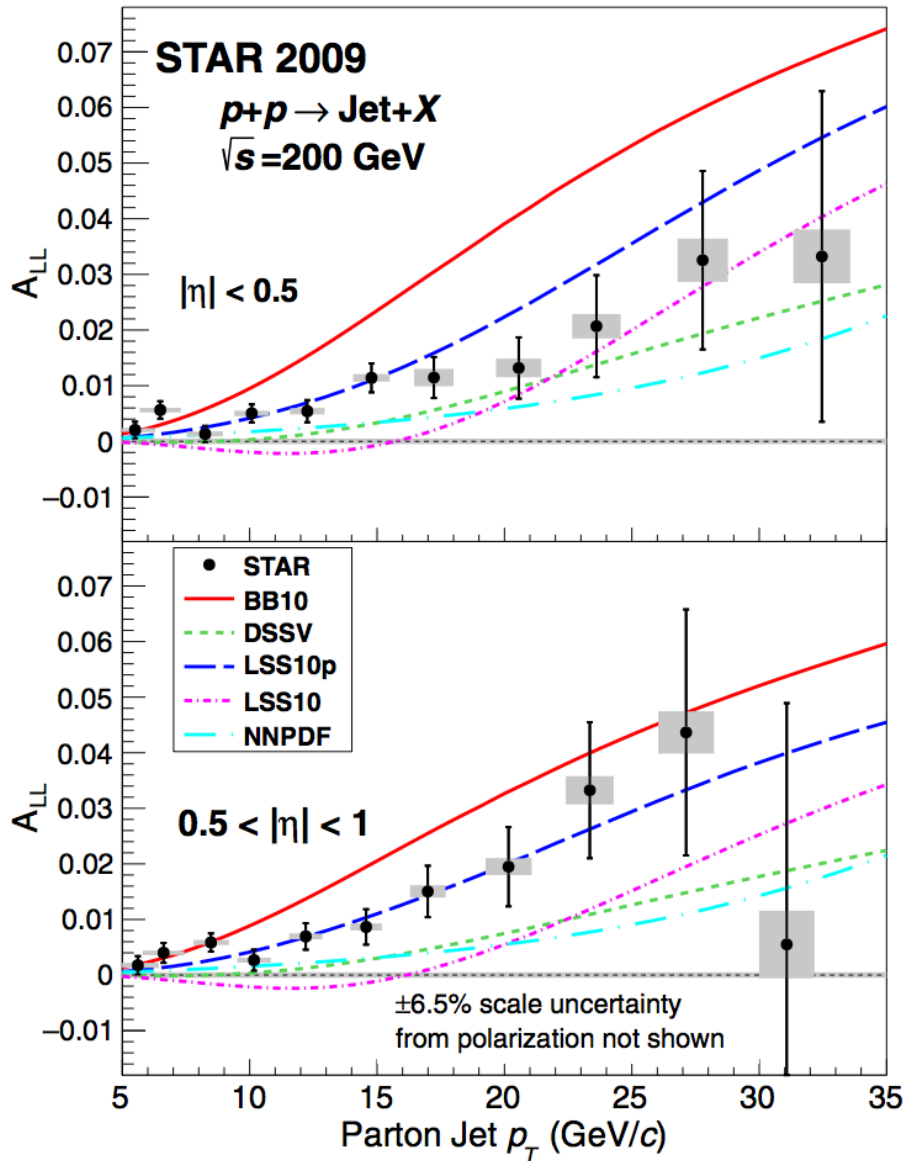 STAR 2009
p+p → Jet+X
√s =200 GeV
|η| < 0.5
A_LL
0.07
0.06
0.05
0.04
0.03
0.02
0.01
0
−0.01
STAR
BB10
DSSV
LSS10p
LSS10
NNPDF
0.5 < |η| < 1
±6.5% scale uncertainty
from polarization not shown
A_LL
0.07
0.06
0.05
0.04
0.03
0.02
0.01
0
−0.01
5 10 15 20 25 30 35
Parton Jet p_T (GeV/c)